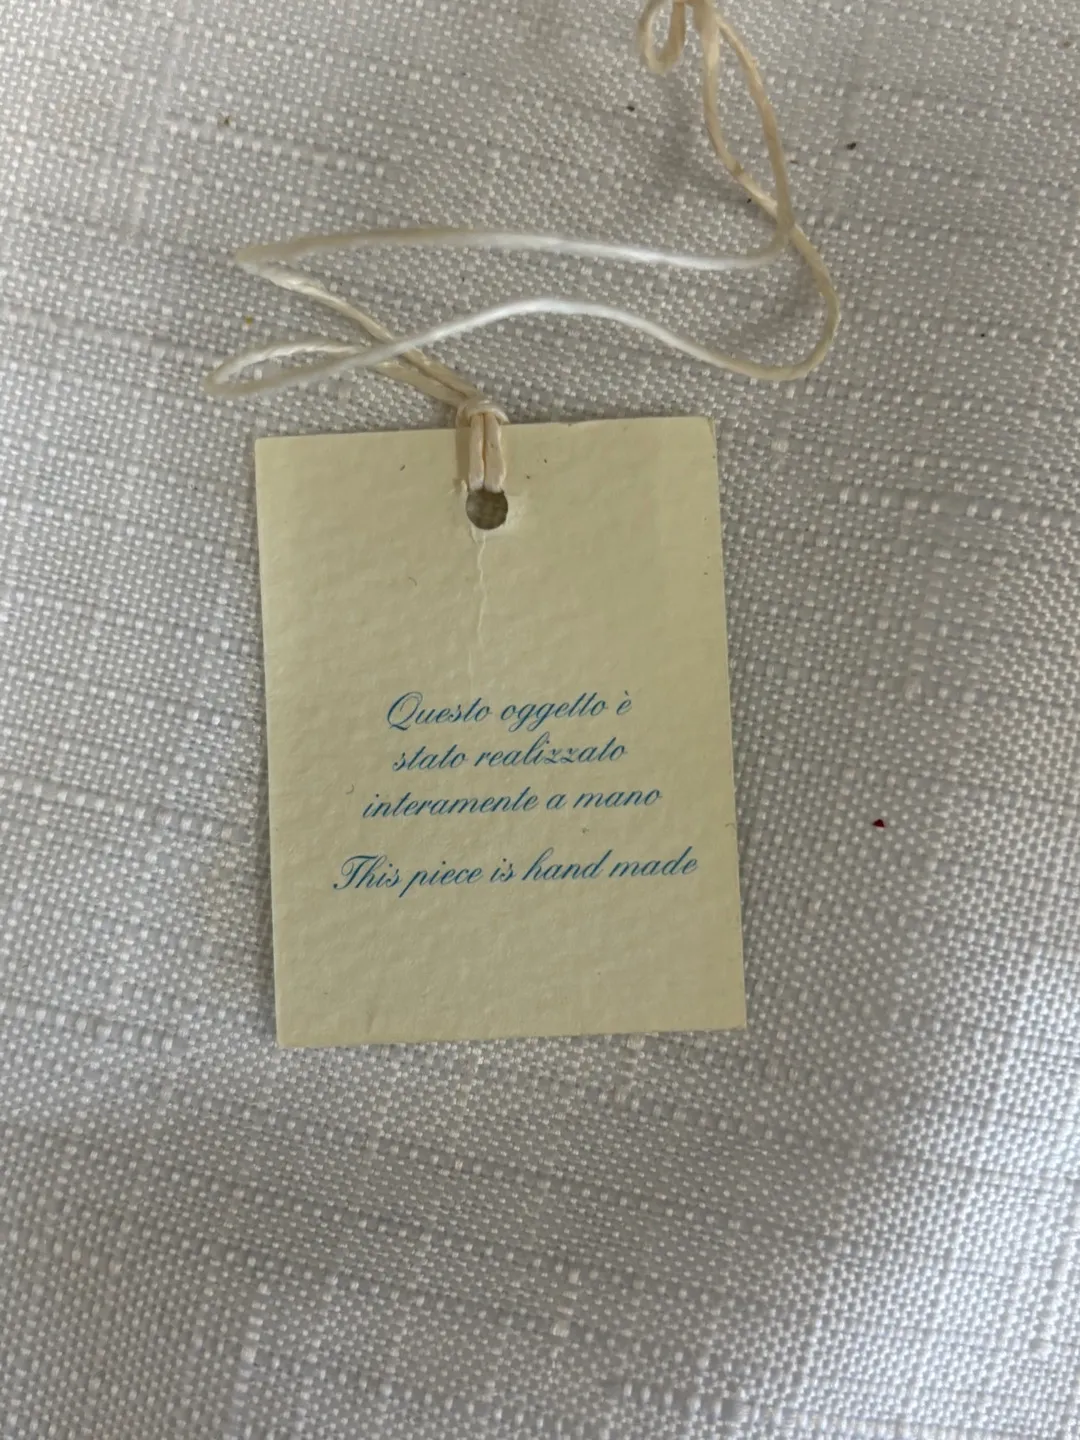 Questo oggetto è
stato realizzato
interamente a mano
This piece is hand made